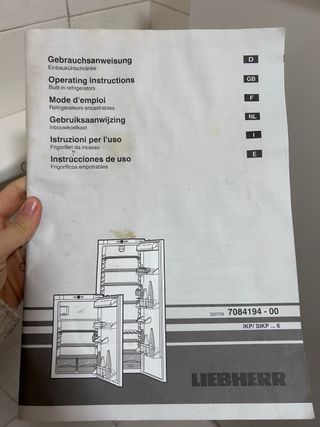 Gebrauchsanweisung
Einbaukühlschränke
D
Operating instructions
Built-in refrigerators
GB
Mode d'emploi
Réfrigérateurs encastrables
F
Gebruiksaanwijzing
Inbouwkoelkast
NL
Istruzioni per l'uso
Frigoriferi da incasso
I
Instrucciones de uso
Frigoríficos empotrables
E
300709 7084194 - 00
IKP/ SIKP ... 6
LIEBHERR